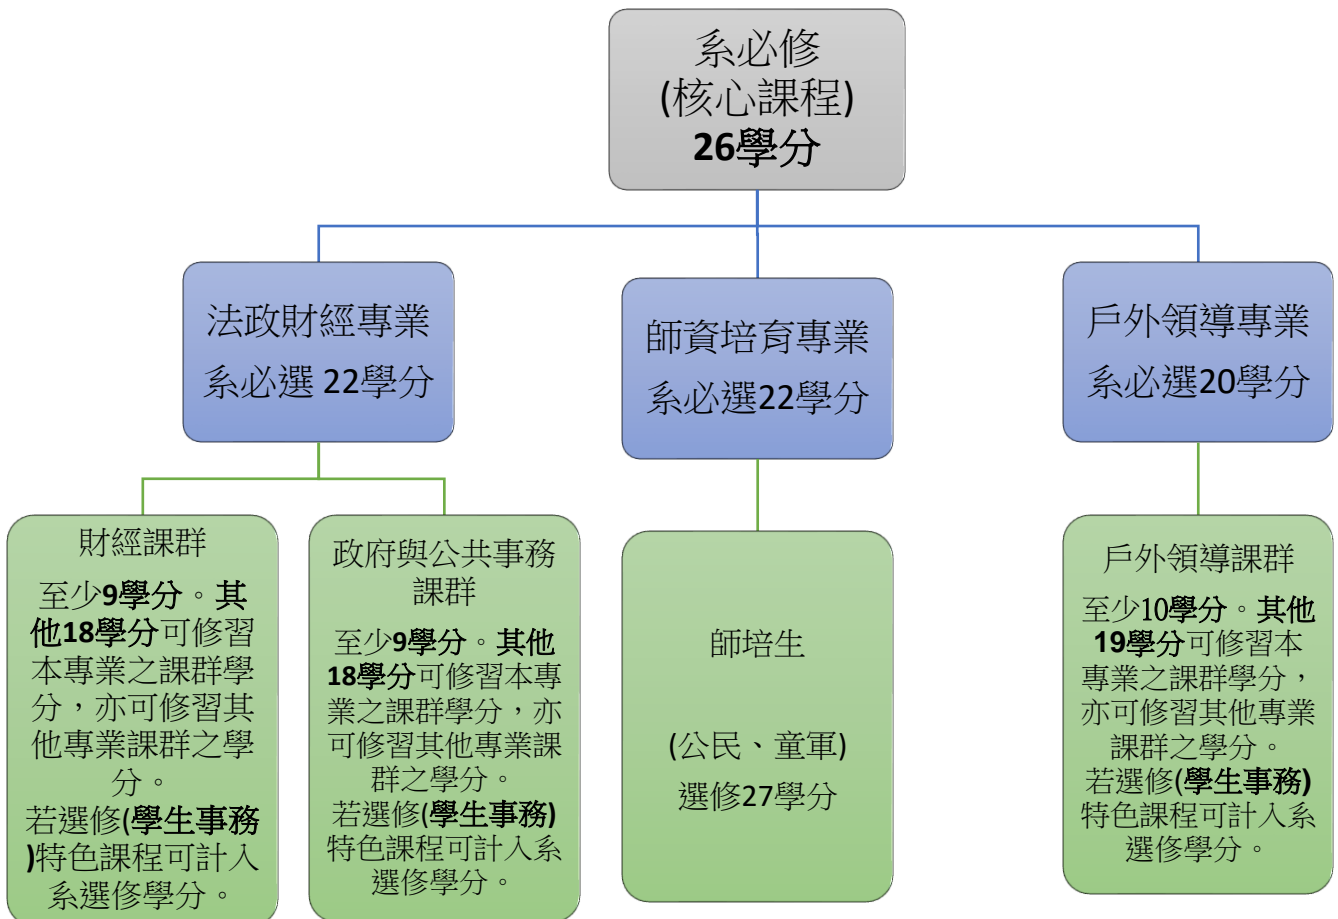 系必修
(核心課程)
26學分
法政財經專業
系必選 22學分
師資培育專業
系必選22學分
戶外領導專業
系必選20學分
財經課群
至少9學分。其
他18學分可修習
本專業之課群學
分，亦可修習其
他專業課群之學
分。
若選修(學生事務
)特色課程可計入
系選修學分。
政府與公共事務
課群
至少9學分。其他
18學分可修習本專
業之課群學分，亦
可修習其他專業課
群之學分。
若選修(學生事務)
特色課程可計入系
選修學分。
師培生
(公民、童軍)
選修27學分
戶外領導課群
至少10學分。其他
19學分可修習本
專業之課群學分，
亦可修習其他專業
課群之學分。
若選修(學生事務)
特色課程可計入系
選修學分。